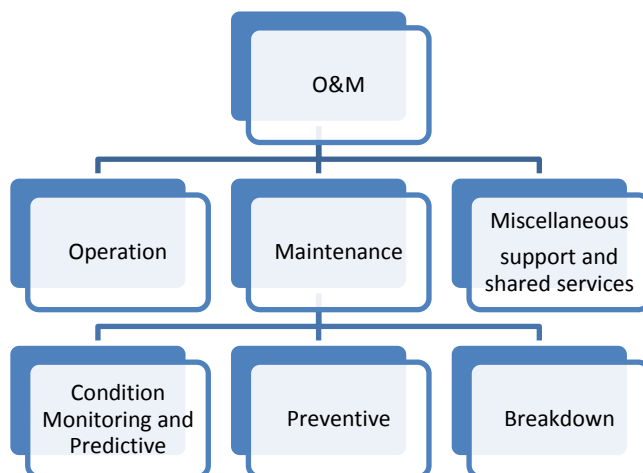 O&M
Operation
Maintenance
Miscellaneous
support and
shared services
Condition
Monitoring and
Predictive
Preventive
Breakdown